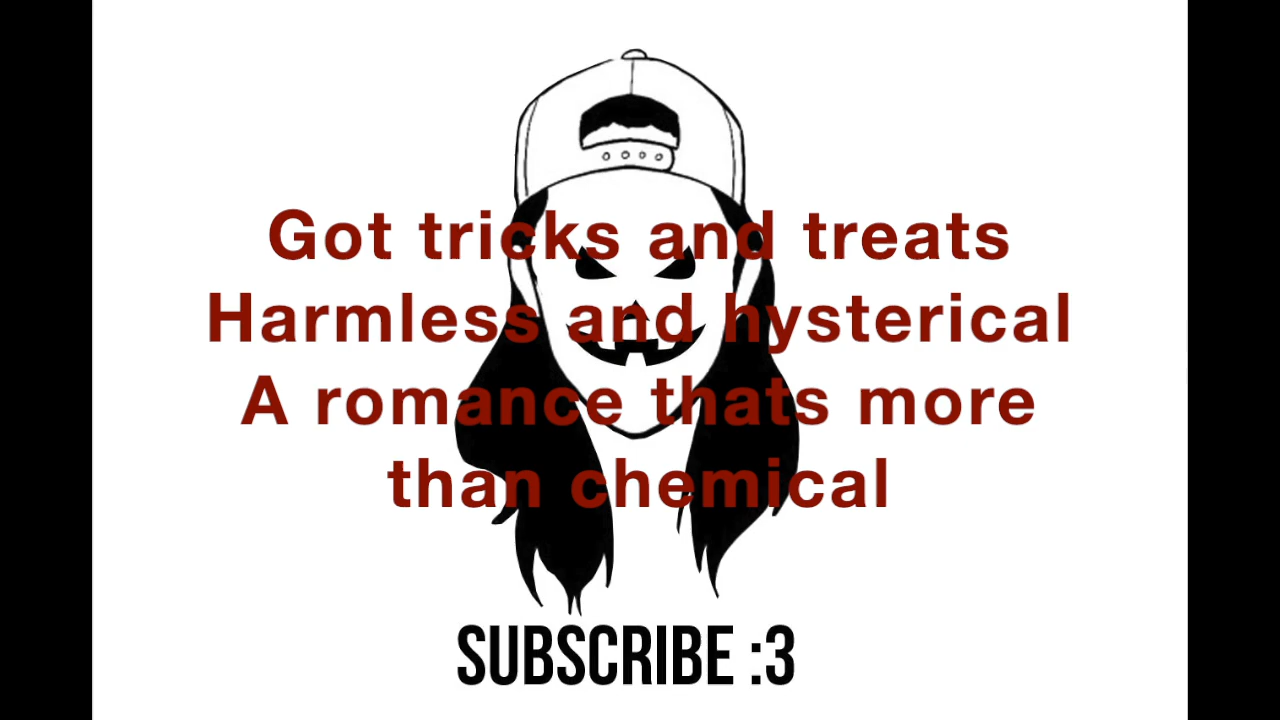 Got tricks and treats
Harmless and hysterical
A romance thats more
than chemical
SUBSCRIBE :3